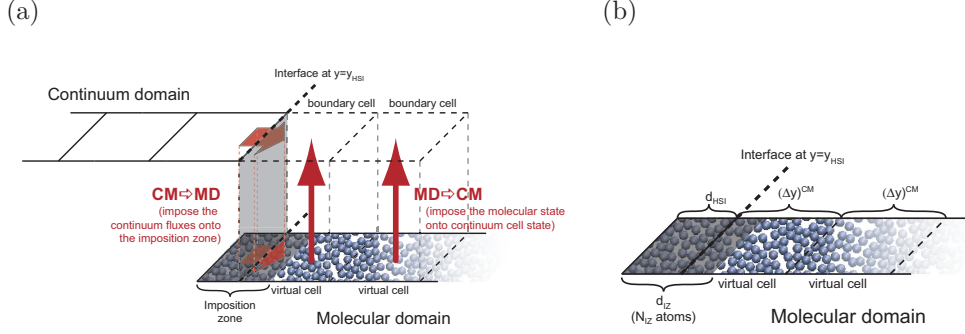 (a)
(b)
Interface at y=y_HSI
Continuum domain
boundary cell
boundary cell
CM⇨MD
(impose the
continuum fluxes onto
the imposition zone)
MD⇨CM
(impose the molecular state
onto continuum cell state)
virtual cell
virtual cell
Imposition
zone
Molecular domain
Interface at y=y_HSI
d_HSI
(Δy)^CM
(Δy)^CM
d_IZ
(N_IZ atoms)
virtual cell
virtual cell
Molecular domain